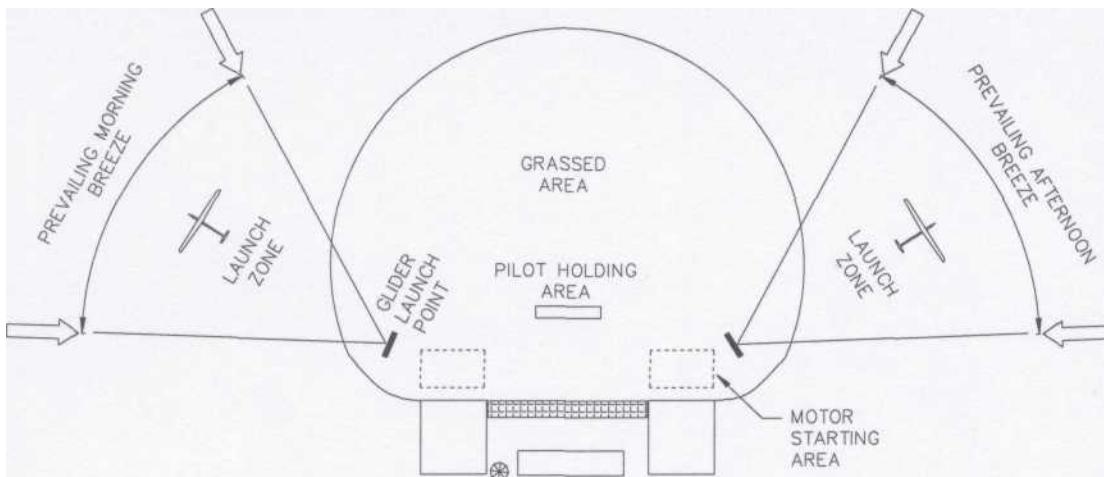 PREVAILING MORNING
BREEZE
LAUNCH
ZONE
GLIDER
LAUNCH
POINT
GRASSED
AREA
PILOT HOLDING
AREA
PREVAILING AFTERNOON
BREEZE
LAUNCH
ZONE
MOTOR
STARTING
AREA